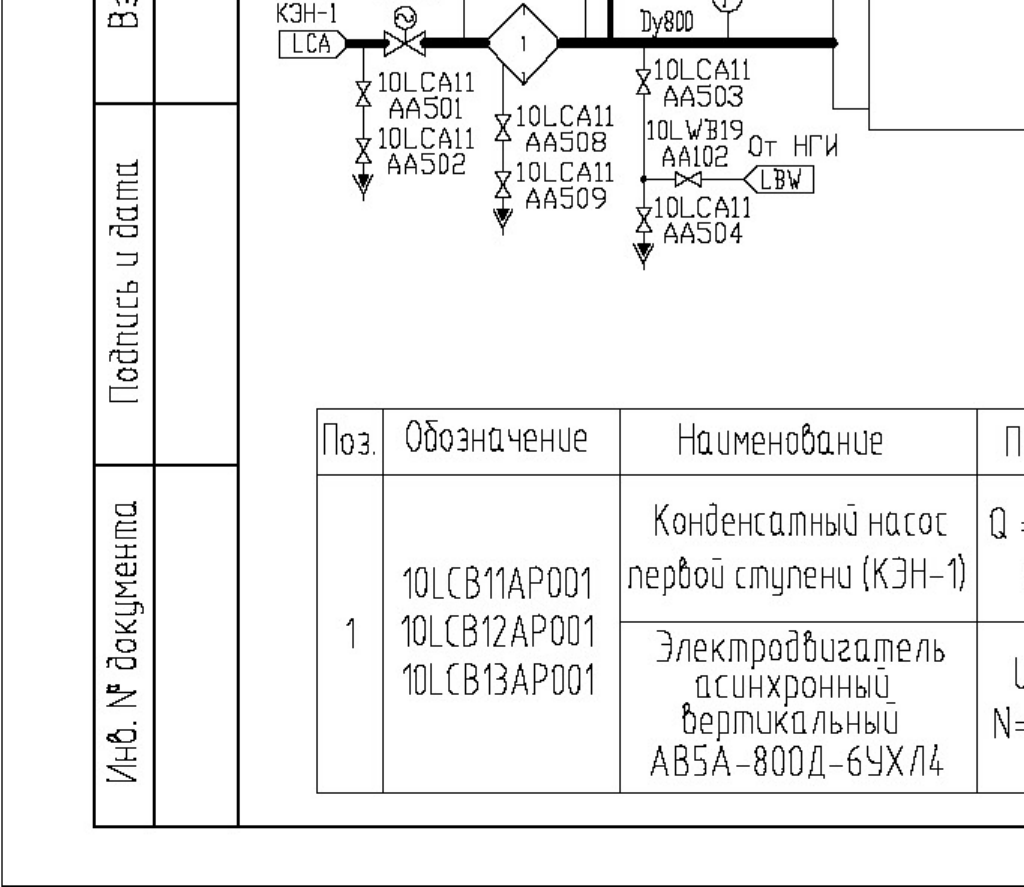 КЭН-1
LCA
1
Dy800
10LCA11
AA501
10LCA11
AA502
10LCA11
AA508
10LCA11
AA509
10LCA11
AA503
10LWB19
AA102
От НГИ
LBW
10LCA11
AA504
Вз
Подпись и дата
Инв. № документа
Поз.
Обозначение
Наименование
П
1
10LCB11AP001
10LCB12AP001
10LCB13AP001
Конденсатный насос
первой ступени (КЭН-1)
Q =
Электродвигатель
асинхронный
вертикальный
АВ5А-800Д-6УХЛ4
N=